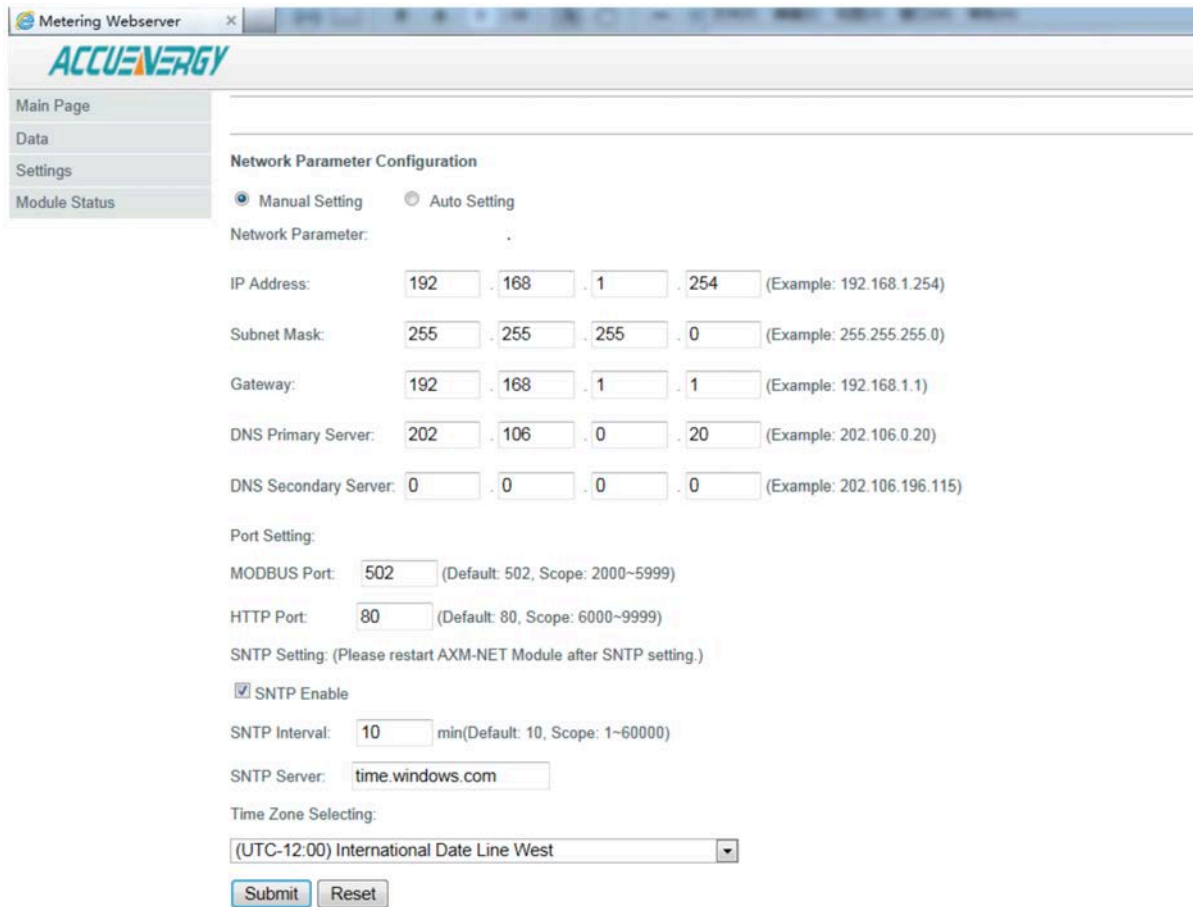 Metering Webserver
ACCUENERGY
Main Page
Data
Settings
Module Status
Network Parameter Configuration
Manual Setting Auto Setting
Network Parameter: .
IP Address: 192 . 168 . 1 . 254 (Example: 192.168.1.254)
Subnet Mask: 255 . 255 . 255 . 0 (Example: 255.255.255.0)
Gateway: 192 . 168 . 1 . 1 (Example: 192.168.1.1)
DNS Primary Server: 202 . 106 . 0 . 20 (Example: 202.106.0.20)
DNS Secondary Server: 0 . 0 . 0 . 0 (Example: 202.106.196.115)
Port Setting:
MODBUS Port: 502 (Default: 502, Scope: 2000~5999)
HTTP Port: 80 (Default: 80, Scope: 6000~9999)
SNTP Setting: (Please restart AXM-NET Module after SNTP setting.)
SNTP Enable
SNTP Interval: 10 min(Default: 10, Scope: 1~60000)
SNTP Server: time.windows.com
Time Zone Selecting:
(UTC-12:00) International Date Line West
Submit Reset